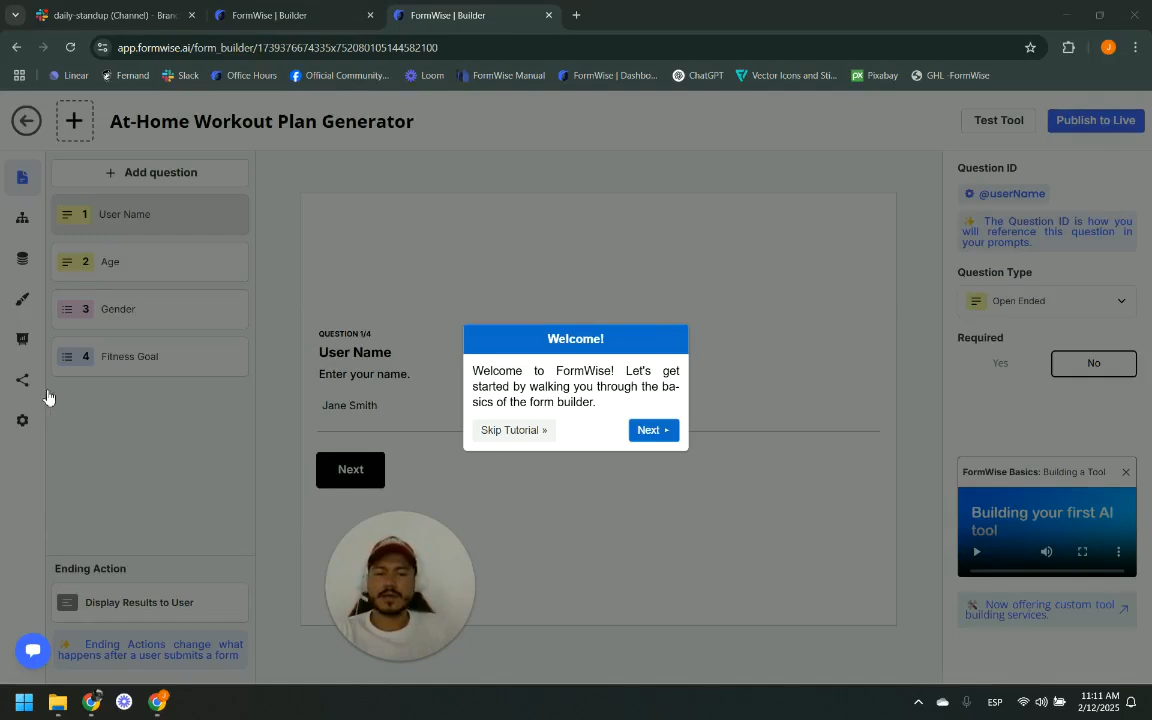 daily-standup (Channel) - Bran
FormWise | Builder
FormWise | Builder
app.formwise.ai/form_builder/1739376674335x752080105144582100
J
Linear
Fernand
Slack
Office Hours
Official Community...
Loom
FormWise Manual
FormWise | Dashbo...
ChatGPT
Vector Icons and Sti...
Pixabay
GHL -FormWise
At-Home Workout Plan Generator
Test Tool
Publish to Live
+ Add question
1 User Name
2 Age
3 Gender
4 Fitness Goal
Ending Action
Display Results to User
✨ Ending Actions change what
happens after a user submits a form
QUESTION 1/4
User Name
Enter your name.
Jane Smith
Next
Welcome!
Welcome to FormWise! Let's get
started by walking you through the ba-
sics of the form builder.
Skip Tutorial »
Next ▸
Question ID
@userName
✨ The Question ID is how you
will reference this question in
your prompts.
Question Type
Open Ended
Required
Yes
No
FormWise Basics: Building a Tool
Building your first AI
tool
🛠️ Now offering custom tool
building services.
ESP
11:11 AM
2/12/2025